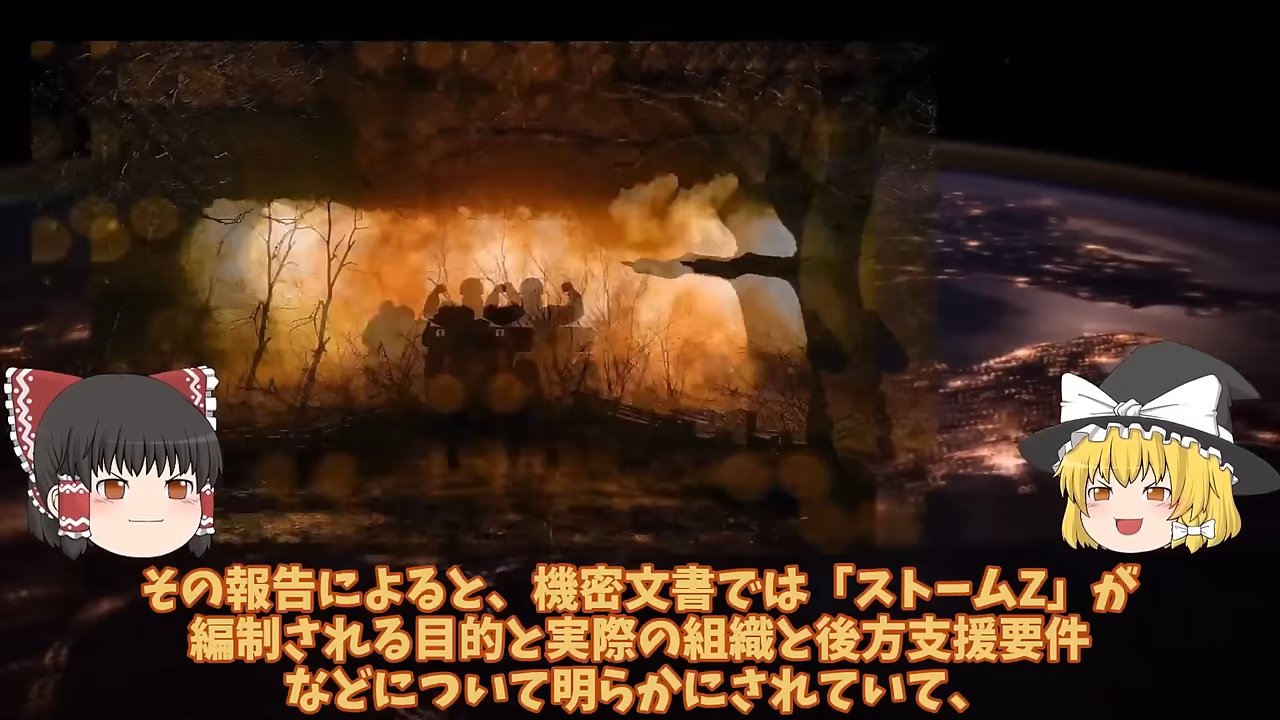 その報告によると、機密文書では「ストームZ」が
編制される目的と実際の組織と後方支援要件
などについて明らかにされていて、